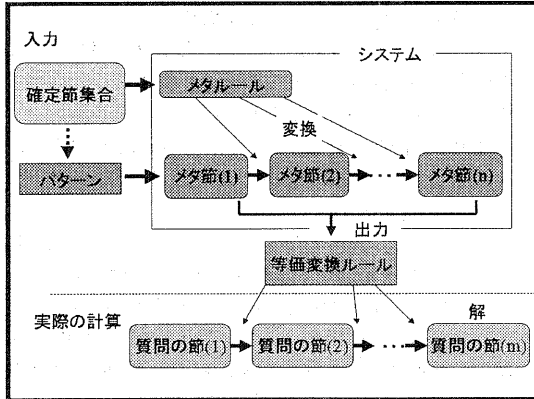 入力
システム
確定節集合
メタルール
変換
パターン
メタ節(1)
メタ節(2)
メタ節(n)
出力
等価変換ルール
実際の計算
解
質問の節(1)
質問の節(2)
質問の節(m)